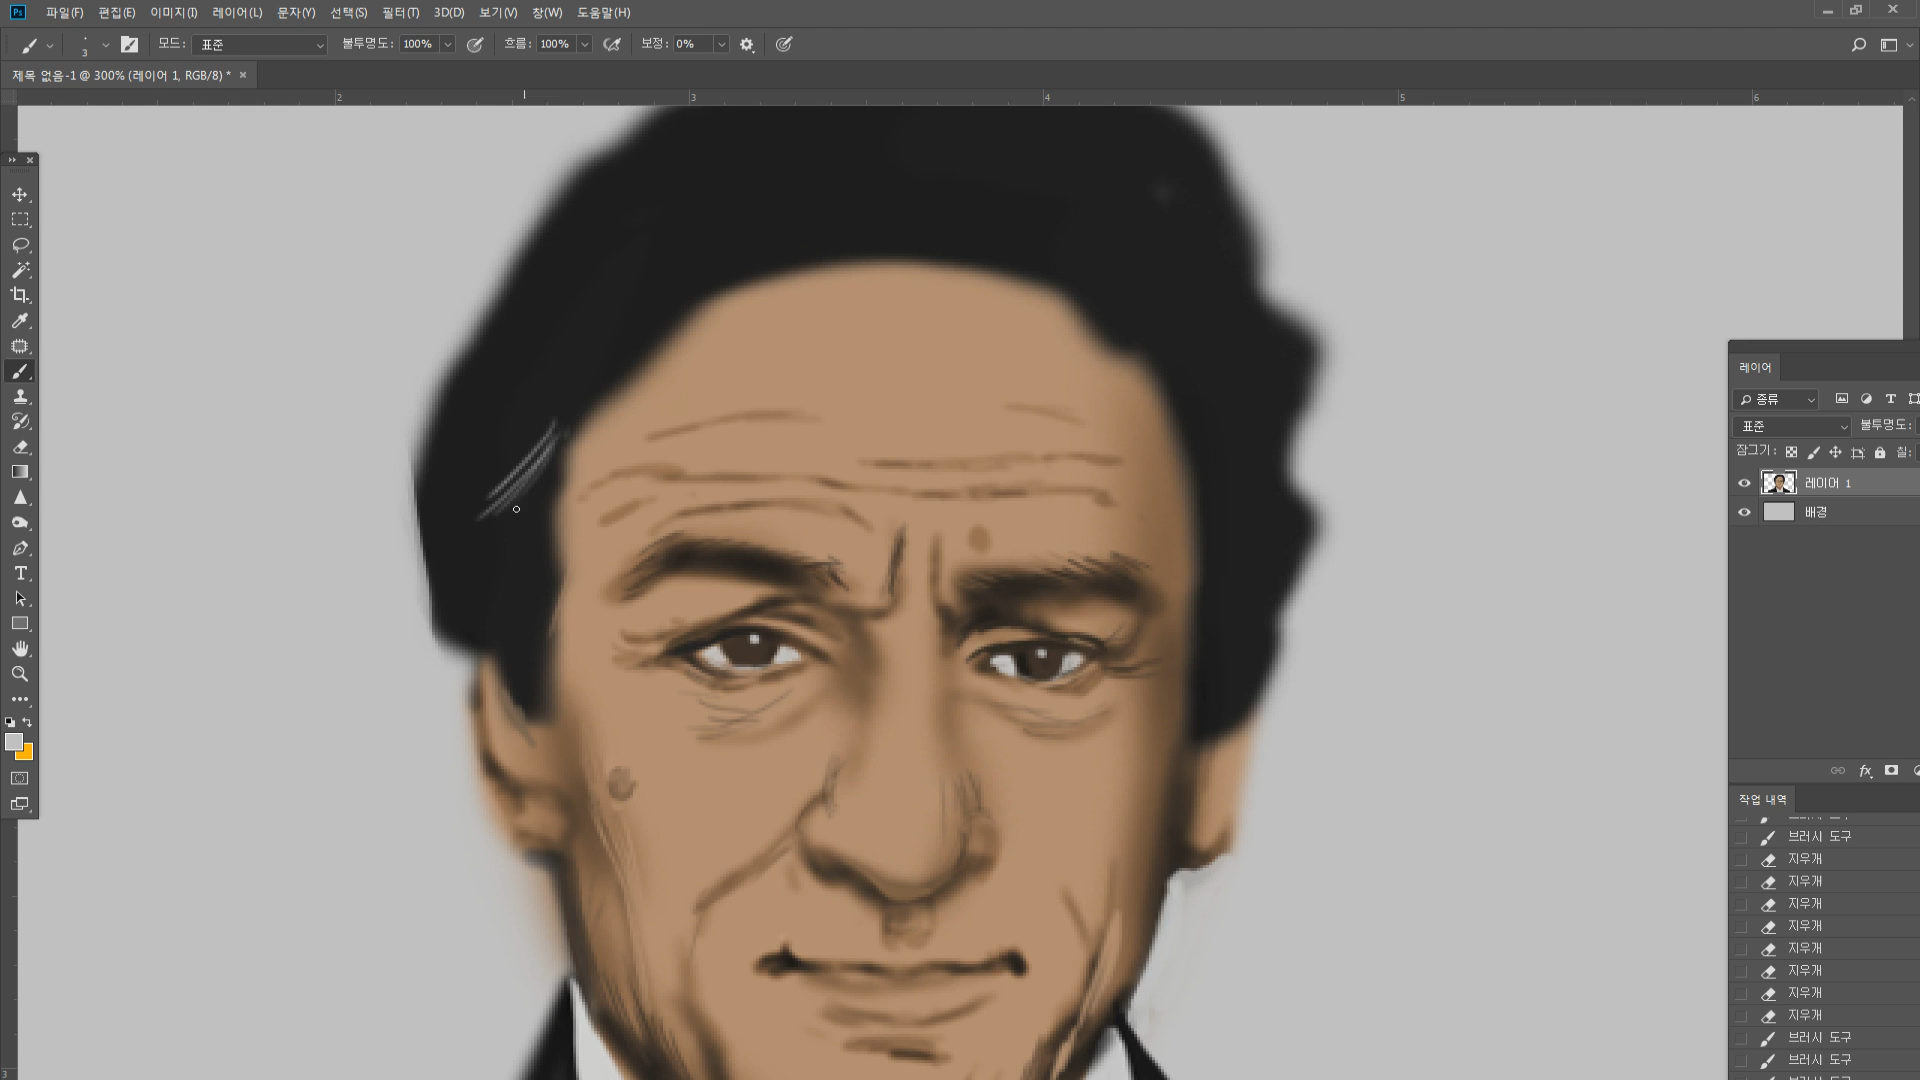 Ps 파일(F) 편집(E) 이미지(I) 레이어(L) 문자(Y) 선택(S) 필터(T) 3D(D) 보기(V) 창(W) 도움말(H)
3 모드: 표준 불투명도: 100% 흐름: 100% 보정: 0%
제목 없음-1 @ 300% (레이어 1, RGB/8) *
2 3 4 5 6
레이어
종류
표준 불투명도:
잠그기: 칠:
레이어 1
배경
fx
작업 내역
브러시 도구
지우개
지우개
지우개
지우개
지우개
지우개
지우개
지우개
브러시 도구
브러시 도구
3